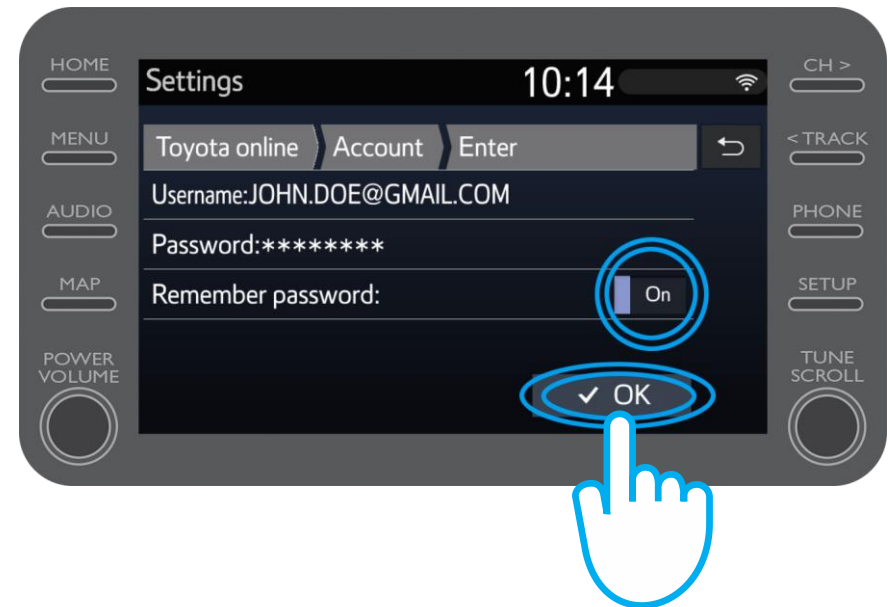 HOME
MENU
AUDIO
MAP
POWER
VOLUME
Settings 10:14
Toyota online Account Enter
Username:JOHN.DOE@GMAIL.COM
Password:********
Remember password: On
✓ OK
CH >
< TRACK
PHONE
SETUP
TUNE
SCROLL